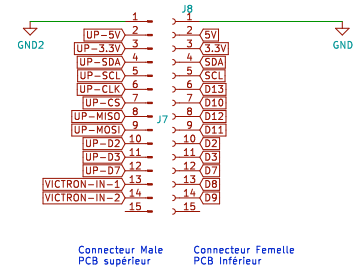 J8
1 1
GND2 GND
UP-5V 2 2 5V
UP-3.3V 3 3 3.3V
UP-SDA 4 4 SDA
UP-SCL 5 5 SCL
UP-CLK 6 6 D13
UP-CS 7 7 D10
UP-MISO 8 8 D12
UP-MOSI 9 9 D11
J7
UP-D2 10 10 D2
UP-D3 11 11 D3
UP-D7 12 12 D7
VICTRON-IN-1 13 13 D8
VICTRON-IN-2 14 14 D9
15 15
Connecteur Male Connecteur Femelle
PCB supérieur PCB Inférieur